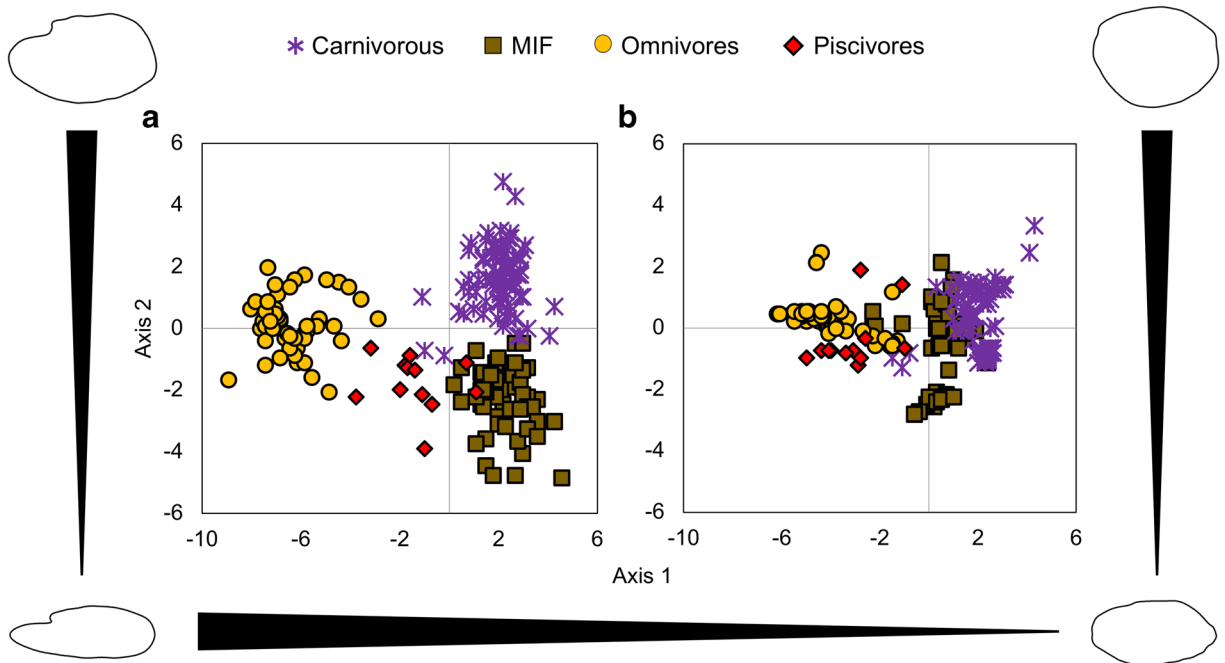 Carnivorous MIF Omnivores Piscivores
a b
6 6
4 4
2 2
Axis 2 0 0
-2 -2
-4 -4
-6 -6
-10 -6 -2 2 6 -10 -6 -2 2 6
Axis 1